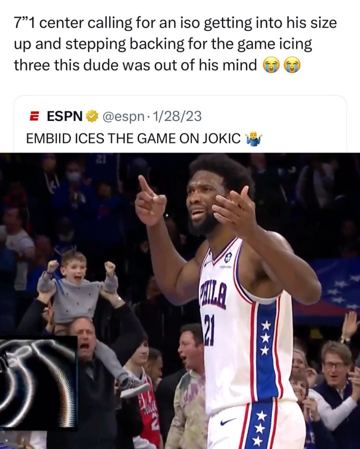 7”1 center calling for an iso getting into his size
up and stepping backing for the game icing
three this dude was out of his mind 😭😭
ESPN @espn · 1/28/23
EMBIID ICES THE GAME ON JOKIC 🤷‍♂️
21
PHILA
21